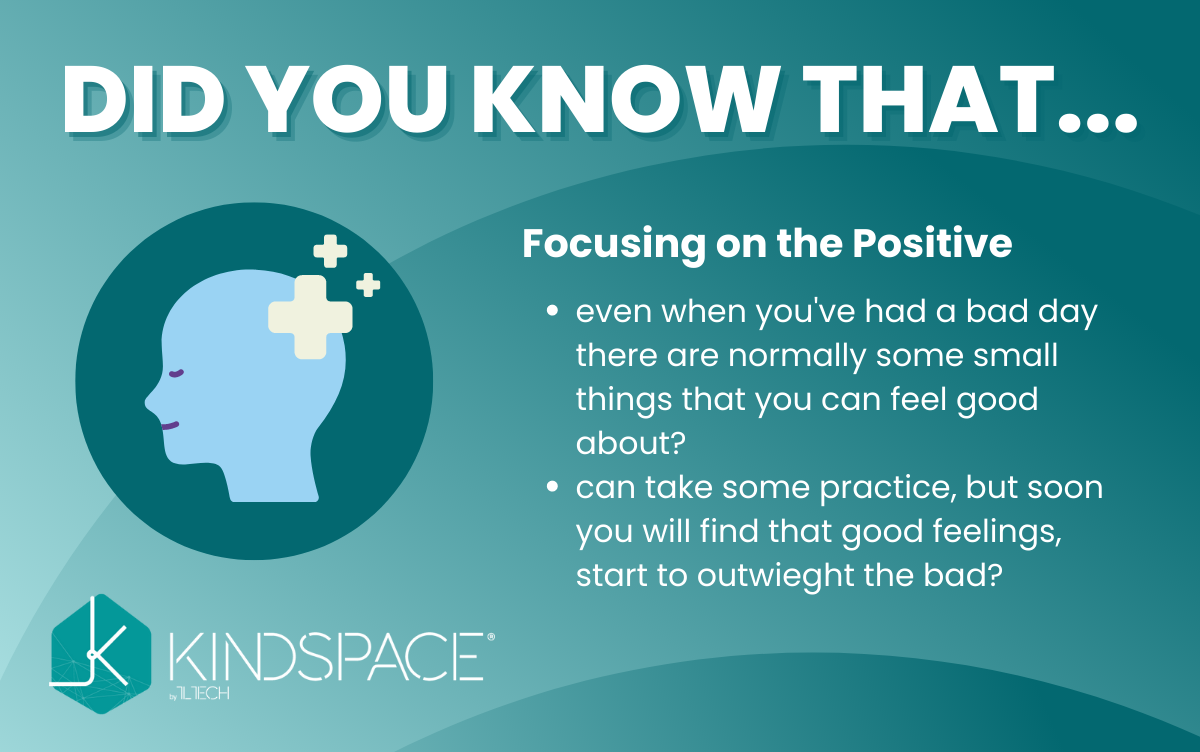 DID YOU KNOW THAT...
Focusing on the Positive
• even when you've had a bad day
there are normally some small
things that you can feel good
about?
• can take some practice, but soon
you will find that good feelings,
start to outwieght the bad?
KINDSPACE®
by TLTECH